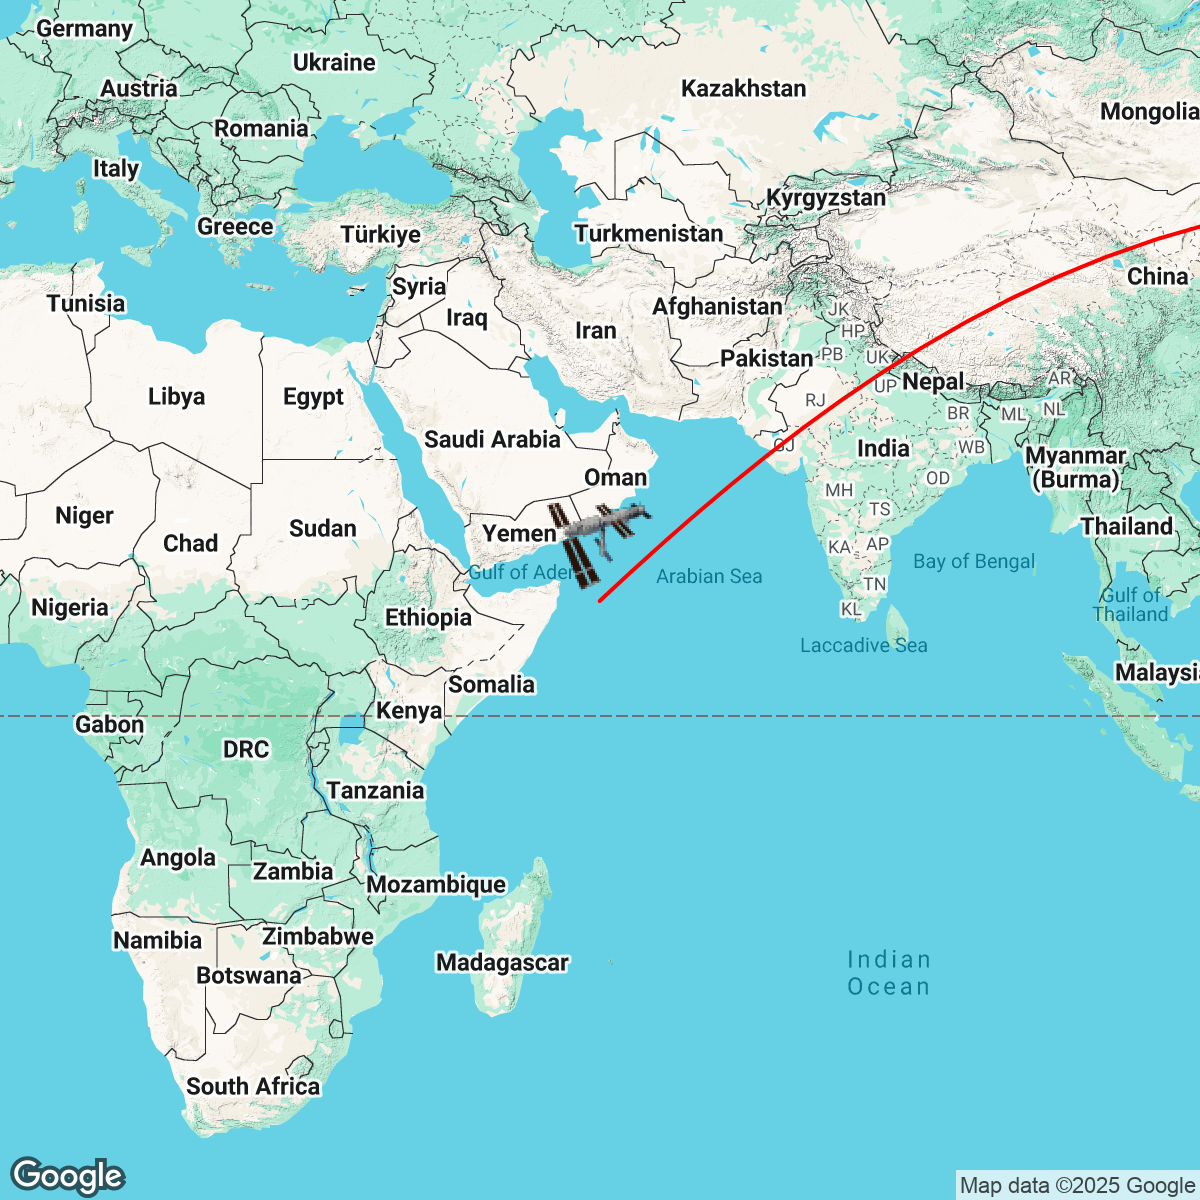 Germany
Ukraine
Austria
Kazakhstan
Mongolia
Romania
Italy
Kyrgyzstan
Greece
Türkiye
Turkmenistan
Syria
China
Tunisia
Iraq
Afghanistan
JK
Iran
HP
Pakistan
PB
UK
Nepal
UP
AR
Libya
Egypt
RJ
BR
ML
NL
Saudi Arabia
GJ
India
WB
Myanmar
(Burma)
Oman
MH
OD
Niger
TS
Sudan
Yemen
Chad
KA
AP
Thailand
Bay of Bengal
Gulf of Aden
Arabian Sea
TN
Nigeria
Ethiopia
KL
Gulf of
Thailand
Laccadive Sea
Malaysia
Somalia
Kenya
Gabon
DRC
Tanzania
Angola
Zambia
Mozambique
Namibia
Zimbabwe
Madagascar
Botswana
Indian
Ocean
South Africa
Google
Map data ©2025 Google